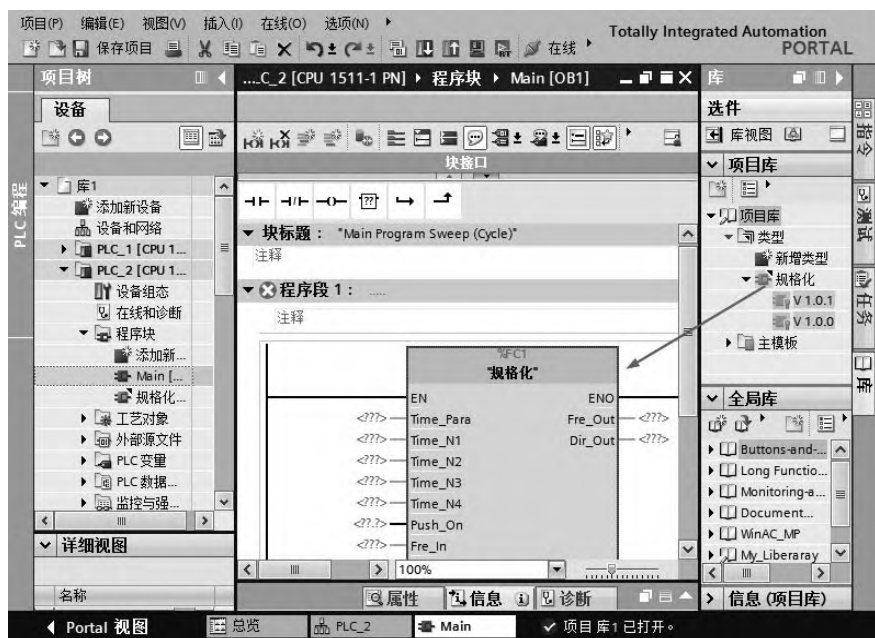 项目(P) 编辑(E) 视图(V) 插入(I) 在线(O) 选项(N)
Totally Integrated Automation
PORTAL
保存项目
在线
项目树
...C_2 [CPU 1511-1 PN] 程序块 Main [OB1]
库
设备
选件
库视图
块接口
项目库
PLC 编程
库1
添加新设备
设备和网络
PLC_1 [CPU 1...
PLC_2 [CPU 1...
设备组态
在线和诊断
程序块
添加新...
Main [...
规格化...
工艺对象
外部源文件
PLC 变量
PLC 数据...
监控与强...
详细视图
名称
??
块标题： "Main Program Sweep (Cycle)"
注释
程序段 1： .....
注释
%FC1
"规格化"
EN ENO
<???> Time_Para Fre_Out <???>
<???> Time_N1 Dir_Out <???>
<???> Time_N2
<???> Time_N3
<???> Time_N4
<??.?> Push_On
<???> Fre_In
100%
属性 信息 诊断
项目库
类型
新增类型
规格化
V 1.0.1
V 1.0.0
主模板
全局库
Buttons-and-...
Long Functio...
Monitoring-a...
Document...
WinAC_MP
My_Liberaray
信息 (项目库)
指令
测试
任务
库
Portal 视图 总览 PLC_2 Main 项目 库1 已打开。